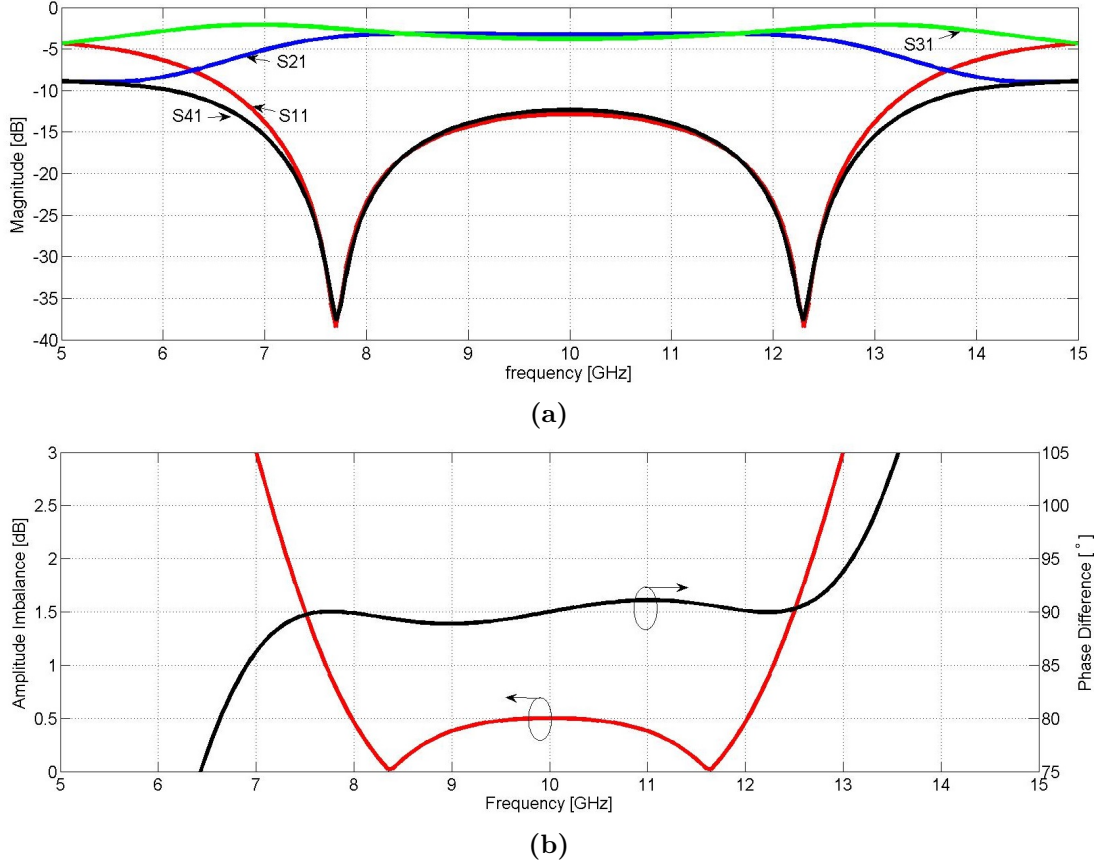 0
-5
-10
-15
-20
-25
-30
-35
-40
Magnitude [dB]
S21
S31
S41
S11
5 6 7 8 9 10 11 12 13 14 15
frequency [GHz]
(a)
3
2.5
2
1.5
1
0.5
0
Amplitude Imbalance [dB]
105
100
95
90
85
80
75
Phase Difference [°]
5 6 7 8 9 10 11 12 13 14 15
Frequency [GHz]
(b)